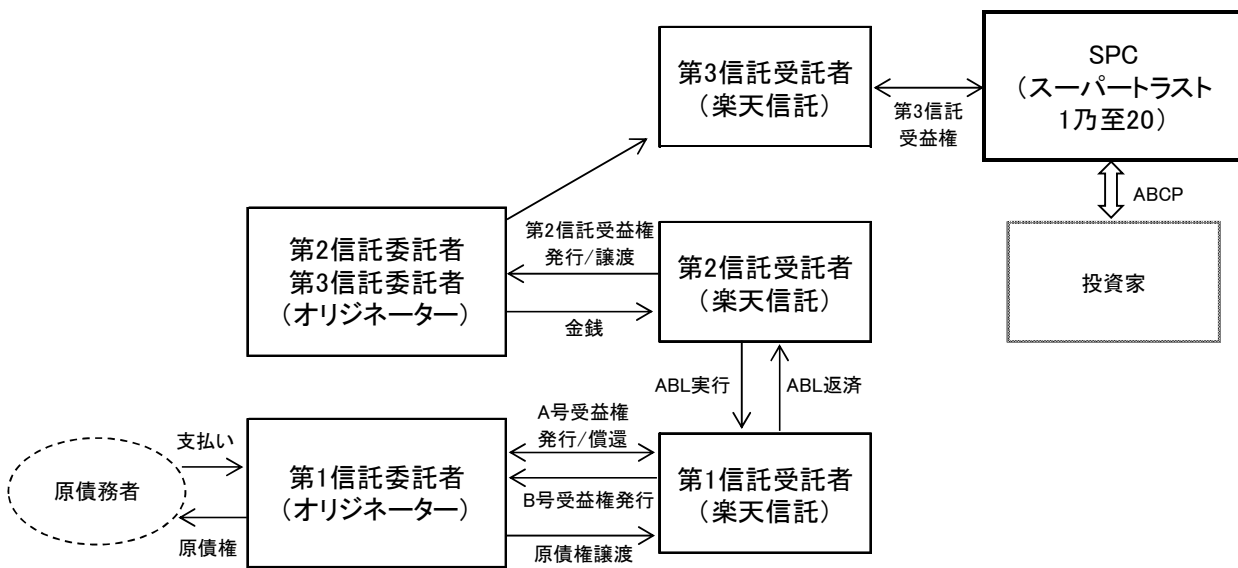 第3信託受託者
（楽天信託）
第3信託
受益権
SPC
（スーパートラスト
1乃至20）
ABCP
投資家
第2信託委託者
第3信託委託者
（オリジネーター）
第2信託受益権
発行/譲渡
金銭
第2信託受託者
（楽天信託）
ABL実行
ABL返済
原債務者
支払い
原債権
第1信託委託者
（オリジネーター）
A号受益権
発行/償還
B号受益権発行
原債権譲渡
第1信託受託者
（楽天信託）